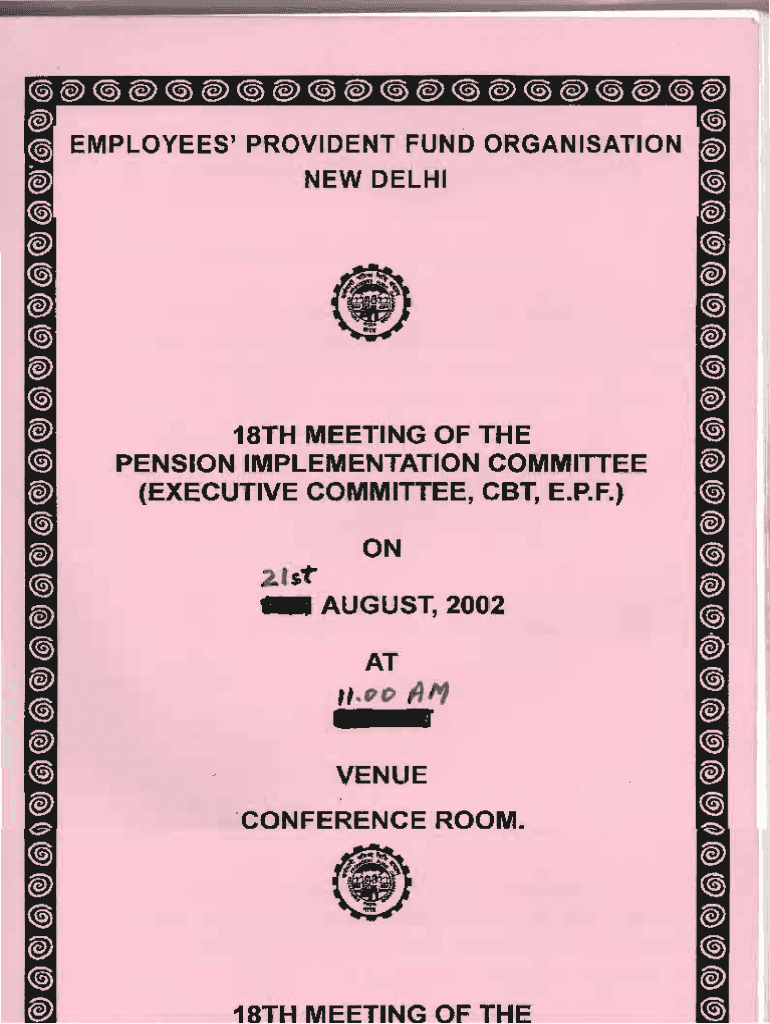 EMPLOYEES' PROVIDENT FUND ORGANISATION
NEW DELHI
18TH MEETING OF THE
PENSION IMPLEMENTATION COMMITTEE
(EXECUTIVE COMMITTEE, CBT, E.P.F.)
ON
21st
AUGUST, 2002
AT
11.00 AM
VENUE
CONFERENCE ROOM.
18TH MEETING OF THE